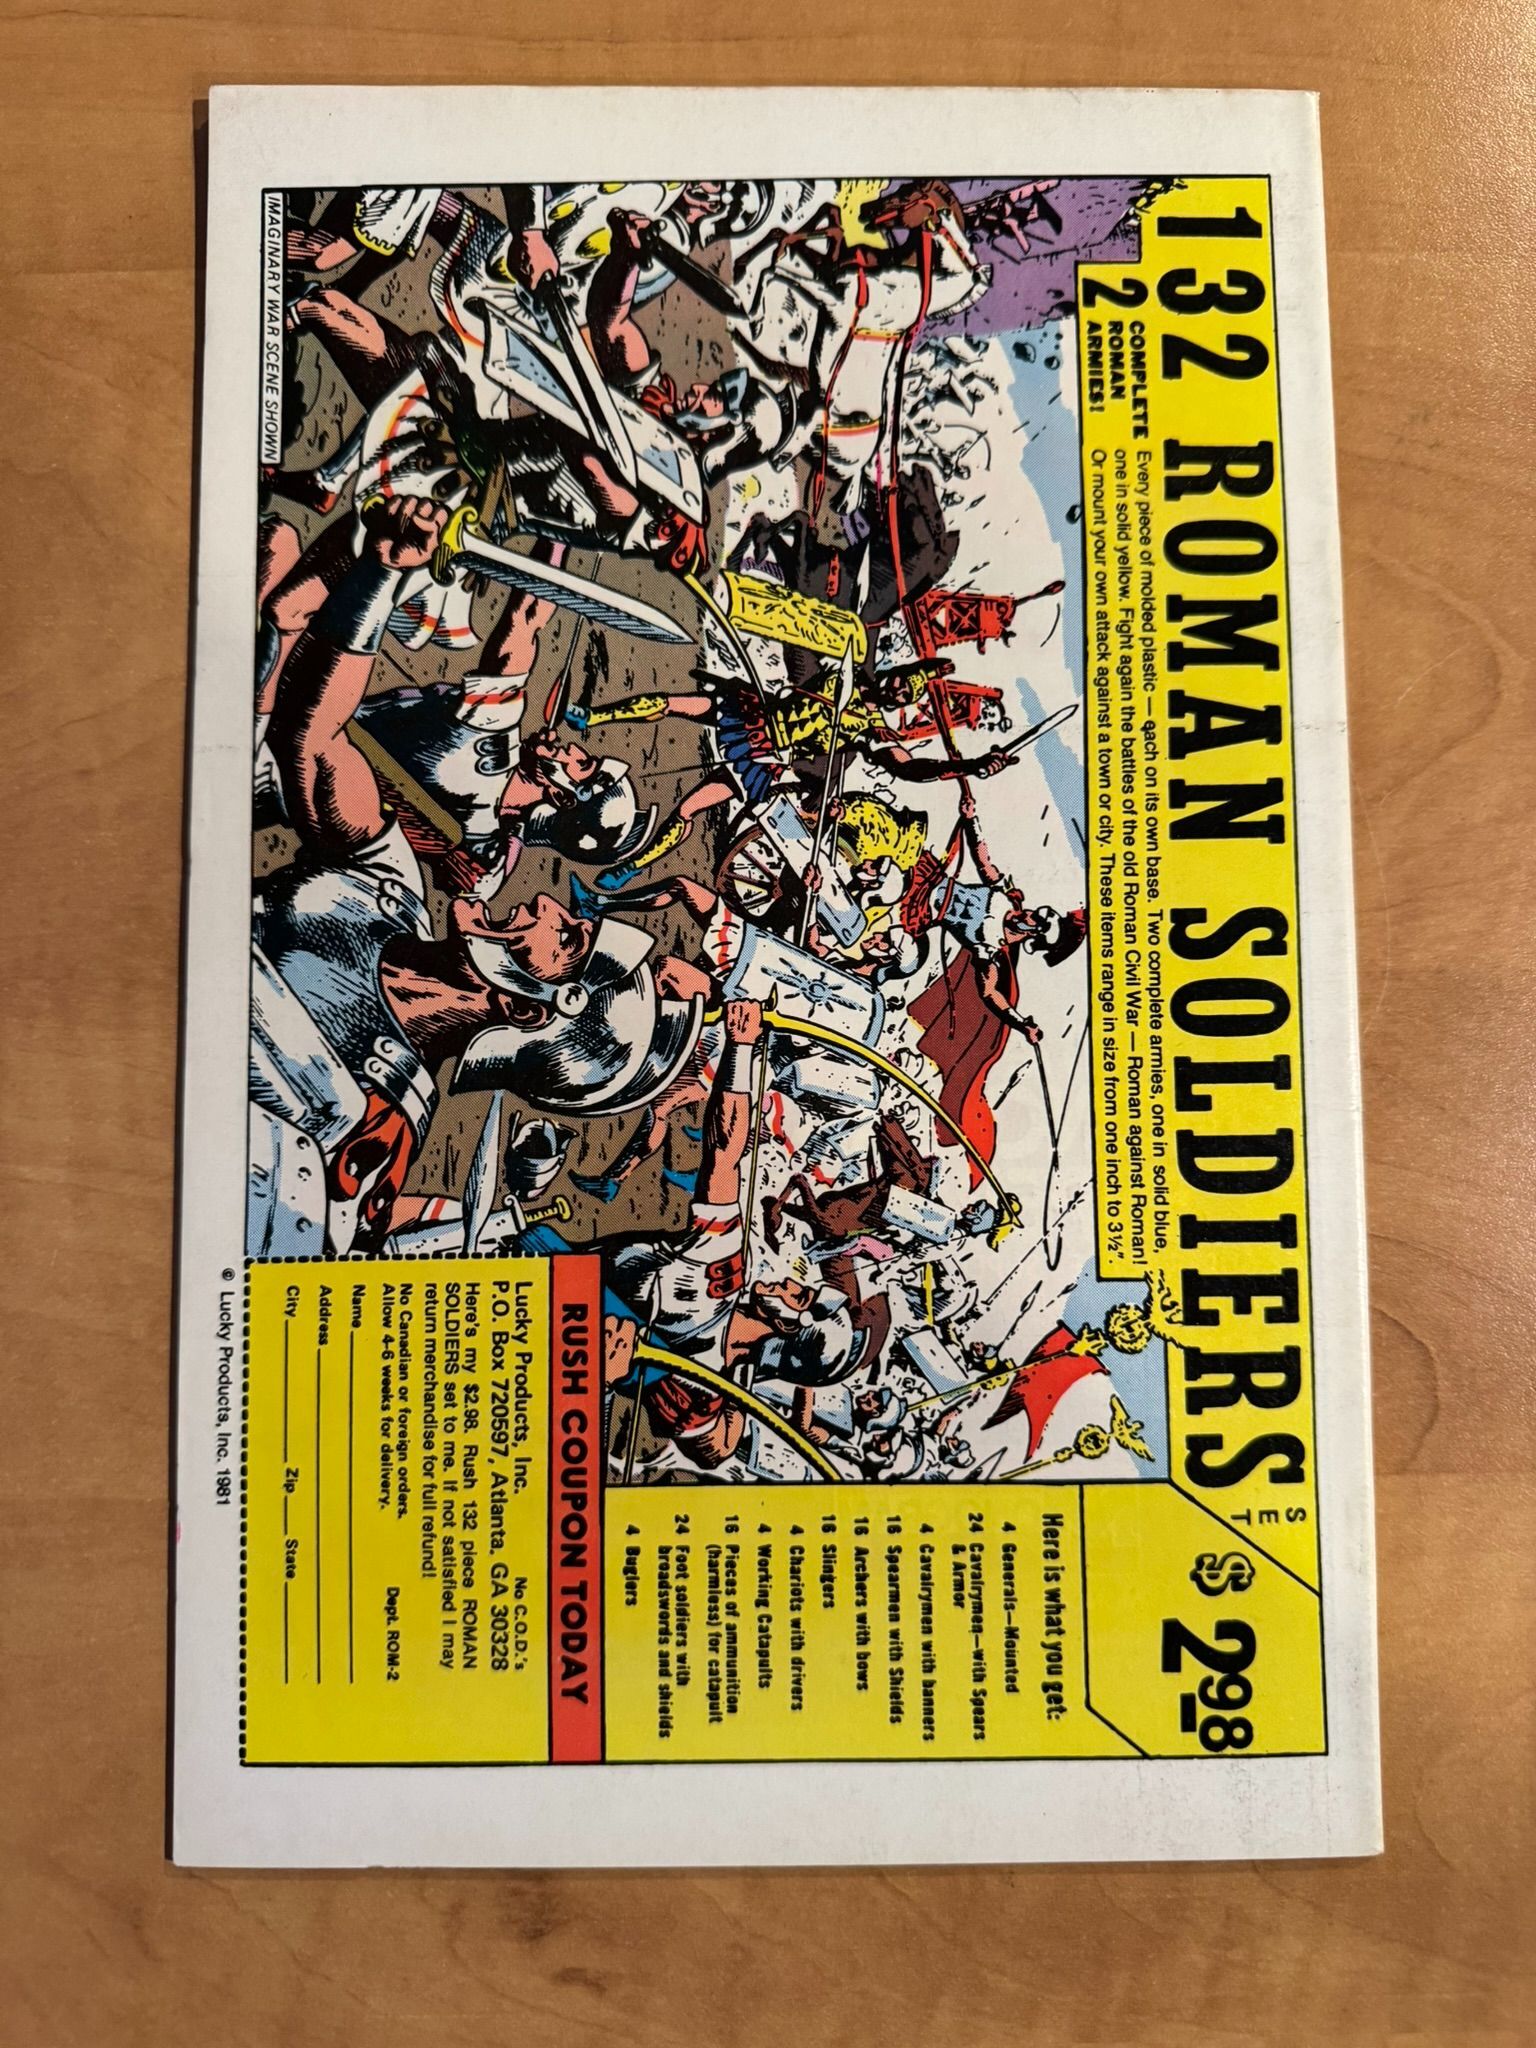 132 ROMAN SOLDIERS SET
$2.98
2 COMPLETE
ROMAN
ARMIES!
Every piece of molded plastic — each on its own base. Two complete armies, one in solid blue,
one in solid yellow. Fight again the battles of the old Roman Civil War — Roman against Roman!
Or mount your own attack against a town or city. These items range in size from one inch to 3½".
Here is what you get:
4 Generals—Mounted
24 Cavalrymen—with Spears
& Armor
4 Cavalrymen with banners
16 Spearmen with Shields
16 Archers with bows
16 Slingers
4 Chariots with drivers
4 Working Catapults
16 Pieces of ammunition
(harmless) for catapult
24 Foot soldiers with
broadswords and shields
4 Buglers
RUSH COUPON TODAY
Lucky Products, Inc. No C.O.D.'s
P.O. Box 720597, Atlanta, GA 30328
Here's my $2.98. Rush 132 piece ROMAN
SOLDIERS set to me. If not satisfied I may
return merchandise for full refund!
No Canadian or foreign orders. Dept. ROM-2
Allow 4-6 weeks for delivery.
Name
Address
City Zip State
IMAGINARY WAR SCENE SHOWN
© Lucky Products, Inc. 1981